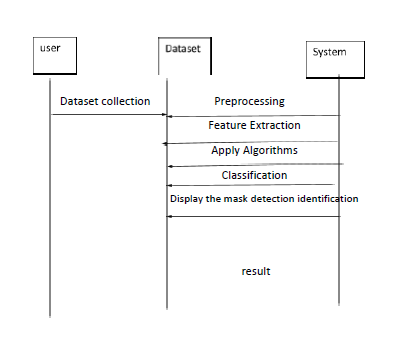 user
Dataset
System
Dataset collection
Preprocessing
Feature Extraction
Apply Algorithms
Classification
Display the mask detection identification
result